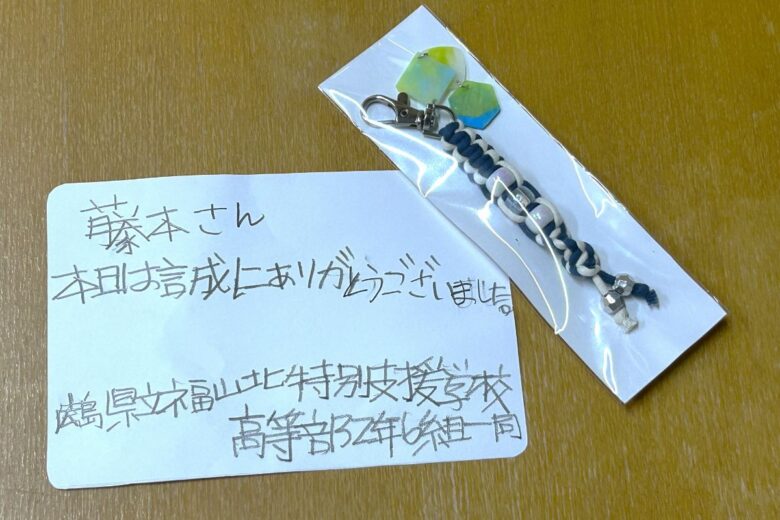 藤本さん
本日は誠にありがとうございました。
広島県立福山北特別支援学校
高等部2年6組一同